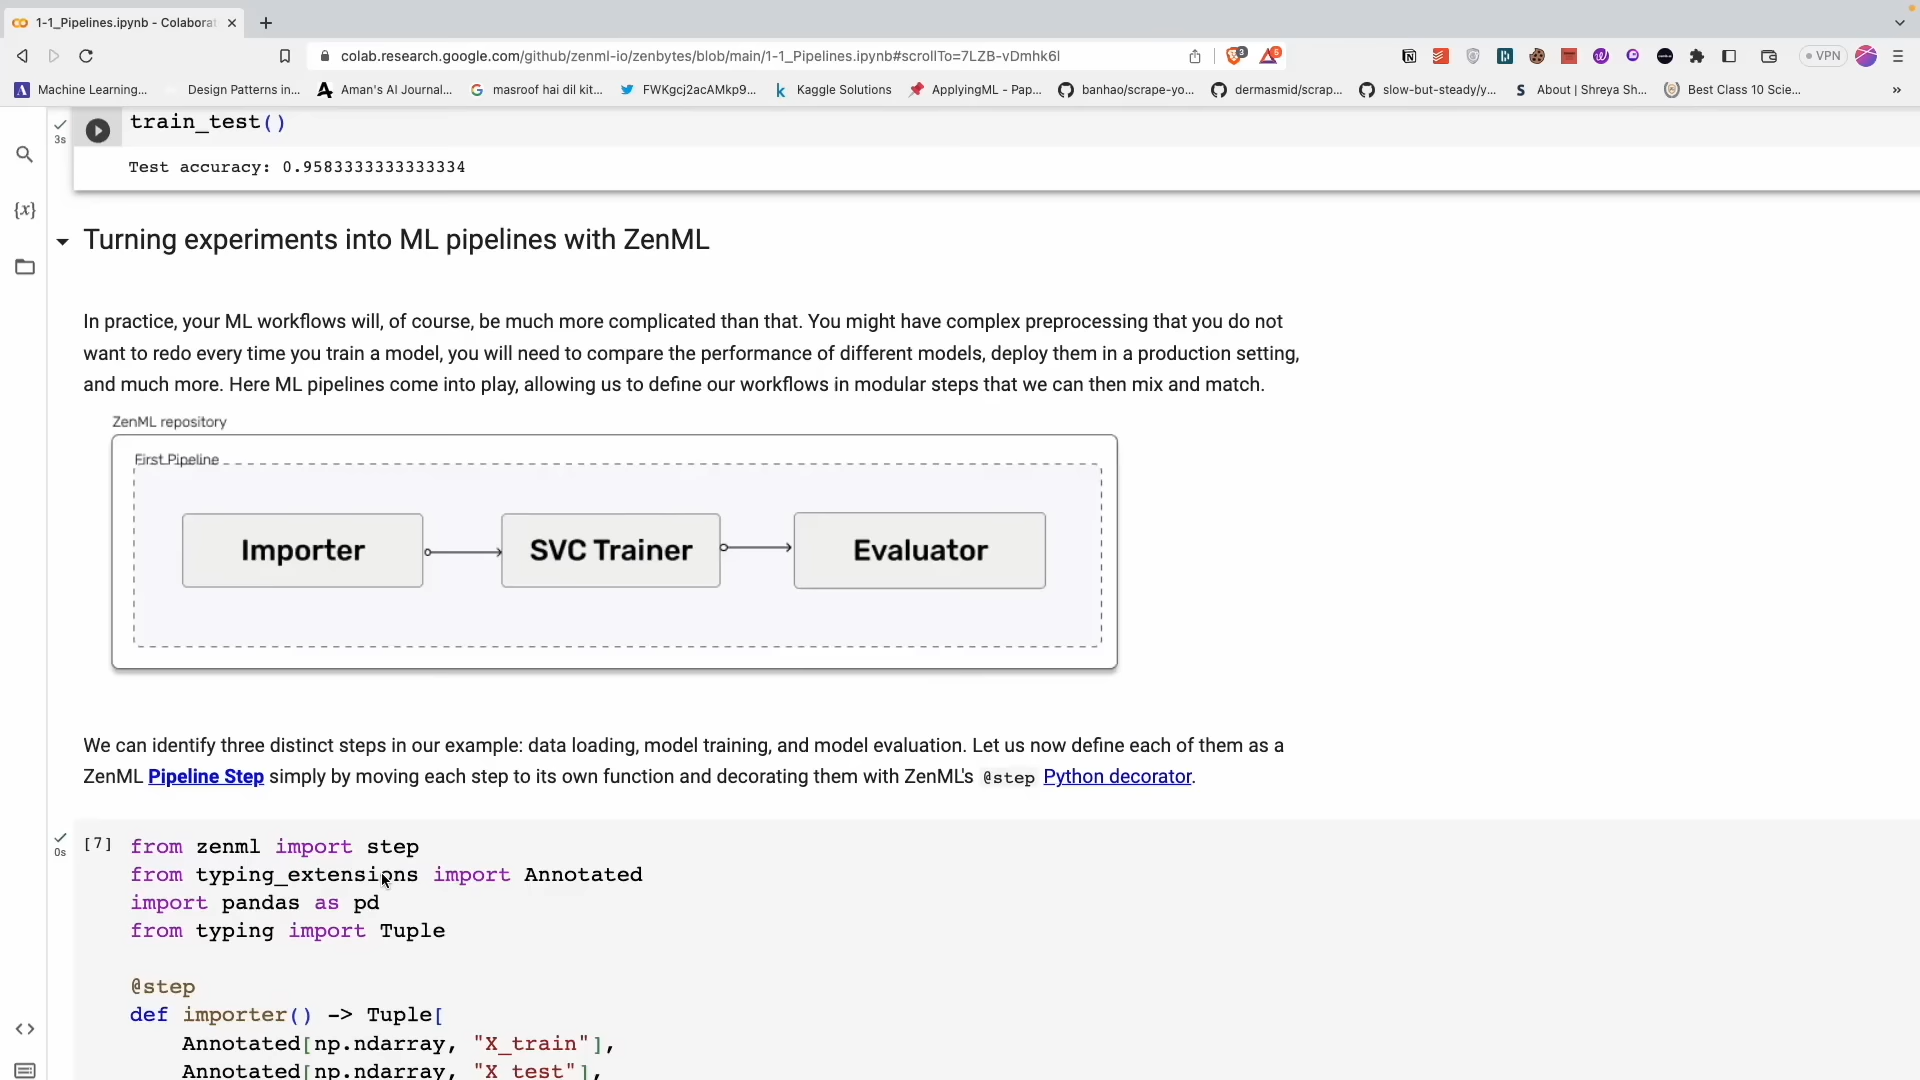 1-1_Pipelines.ipynb - Colabora
colab.research.google.com/github/zenml-io/zenbytes/blob/main/1-1_Pipelines.ipynb#scrollTo=7LZB-vDmhk6l
3
5
VPN
Machine Learning...
Design Patterns in...
Aman's AI Journal...
masroof hai dil kit...
FWKgcj2acAMkp9...
Kaggle Solutions
ApplyingML - Pap...
banhao/scrape-yo...
dermasmid/scrap...
slow-but-steady/y...
About | Shreya Sh...
Best Class 10 Scie...
»
3s
train_test()
Test accuracy: 0.9583333333333334
{x}
Turning experiments into ML pipelines with ZenML
In practice, your ML workflows will, of course, be much more complicated than that. You might have complex preprocessing that you do not
want to redo every time you train a model, you will need to compare the performance of different models, deploy them in a production setting,
and much more. Here ML pipelines come into play, allowing us to define our workflows in modular steps that we can then mix and match.
ZenML repository
First Pipeline
Importer
SVC Trainer
Evaluator
We can identify three distinct steps in our example: data loading, model training, and model evaluation. Let us now define each of them as a
ZenML Pipeline Step simply by moving each step to its own function and decorating them with ZenML's @step Python decorator.
0s
[7]
from zenml import step
from typing_extensions import Annotated
import pandas as pd
from typing import Tuple
@step
def importer() -> Tuple[
Annotated[np.ndarray, "X_train"],
Annotated[np.ndarray, "X_test"],